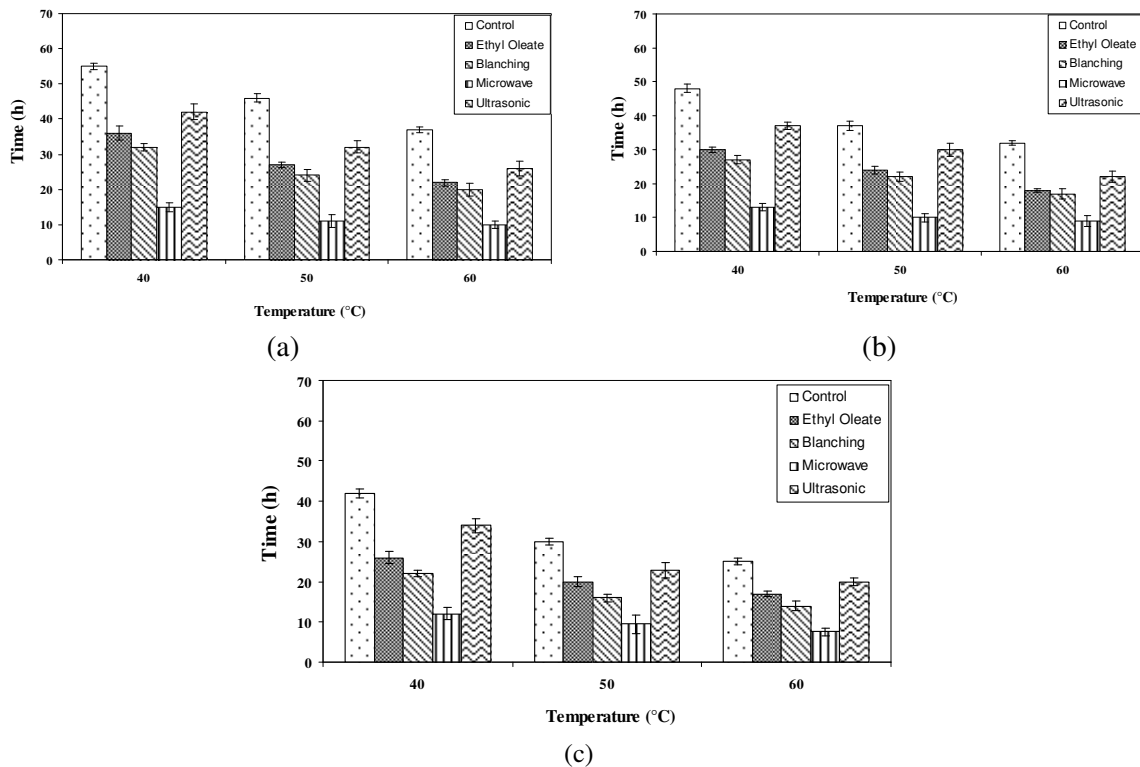 70
60
50
40
30
20
10
0
Time (h)
40
50
60
Temperature (°C)
Control
Ethyl Oleate
Blanching
Microwave
Ultrasonic
(a)
70
60
50
40
30
20
10
0
Time (h)
40
50
60
Temperature (°C)
Control
Ethyl Oleate
Blanching
Microwave
Ultrasonic
(b)
70
60
50
40
30
20
10
0
Time (h)
40
50
60
Temperature (°C)
Control
Ethyl Oleate
Blanching
Microwave
Ultrasonic
(c)